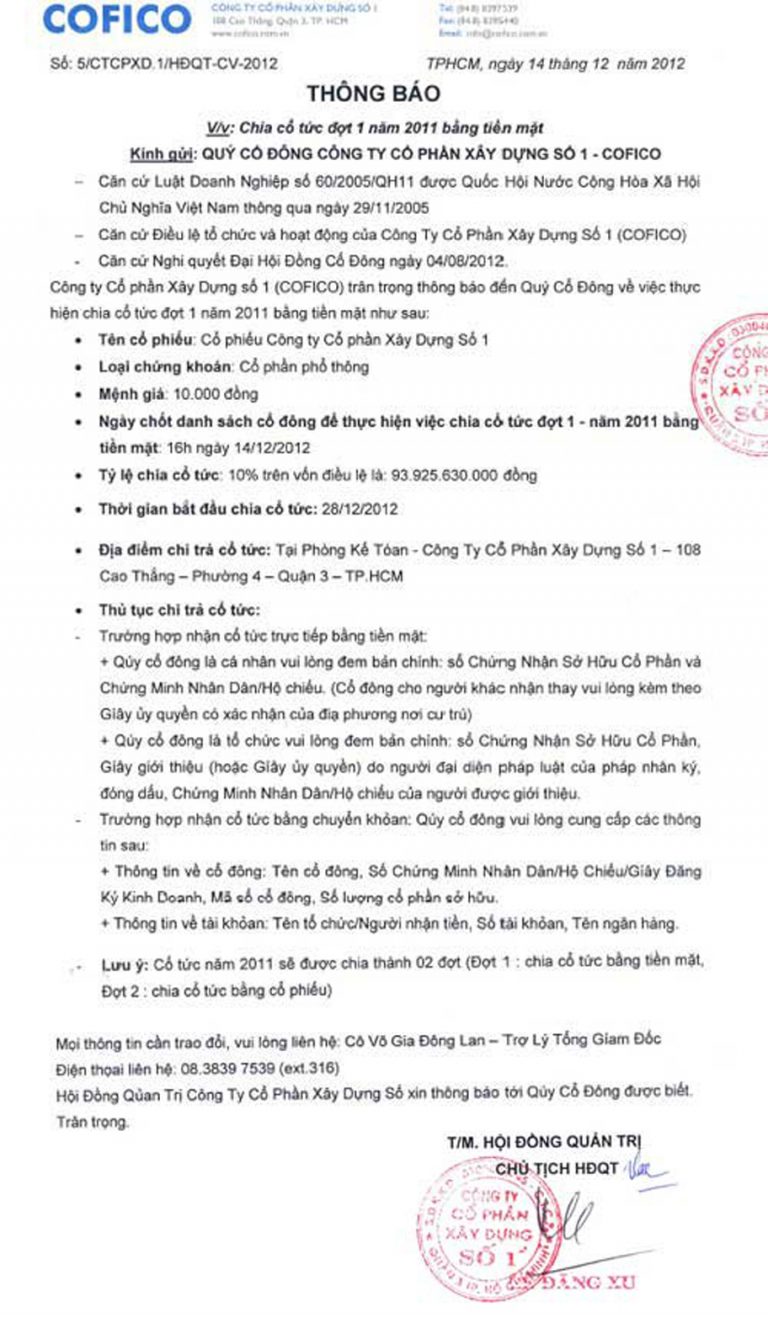 COFICO
CÔNG TY CỔ PHẦN XÂY DỰNG SỐ 1
108 Cao Thắng, Quận 3, TP. HCM
www.cofico.com.vn
Tel: (84.8) 8397539
Fax: (84.8) 8395440
Email: info@cofico.com.vn
Số: 5/CTCPXD.1/HĐQT-CV-2012
TPHCM, ngày 14 tháng 12 năm 2012
THÔNG BÁO
V/v: Chia cổ tức đợt 1 năm 2011 bằng tiền mặt
Kính gửi: QUÝ CỔ ĐÔNG CÔNG TY CỔ PHẦN XÂY DỰNG SỐ 1 - COFICO
– Căn cứ Luật Doanh Nghiệp số 60/2005/QH11 được Quốc Hội Nước Cộng Hòa Xã Hội
Chủ Nghĩa Việt Nam thông qua ngày 29/11/2005
– Căn cứ Điều lệ tổ chức và hoạt động của Công Ty Cổ Phần Xây Dựng Số 1 (COFICO)
- Căn cứ Nghị quyết Đại Hội Đồng Cổ Đông ngày 04/08/2012.
Công ty Cổ phần Xây Dựng số 1 (COFICO) trân trọng thông báo đến Quý Cổ Đông về việc thực
hiện chia cổ tức đợt 1 năm 2011 bằng tiền mặt như sau:
• Tên cổ phiếu: Cổ phiếu Công ty Cổ phần Xây Dựng Số 1
• Loại chứng khoán: Cổ phần phổ thông
• Mệnh giá: 10.000 đồng
• Ngày chốt danh sách cổ đông để thực hiện việc chia cổ tức đợt 1 - năm 2011 bằng
tiền mặt: 16h ngày 14/12/2012
• Tỷ lệ chia cổ tức: 10% trên vốn điều lệ là: 93.925.630.000 đồng
• Thời gian bắt đầu chia cổ tức: 28/12/2012
• Địa điểm chi trả cổ tức: Tại Phòng Kế Tóan - Công Ty Cổ Phần Xây Dựng Số 1 – 108
Cao Thắng – Phường 4 – Quận 3 – TP.HCM
• Thủ tục chi trả cổ tức:
- Trường hợp nhận cổ tức trực tiếp bằng tiền mặt:
+ Qúy cổ đông là cá nhân vui lòng đem bản chính: sổ Chứng Nhận Sở Hữu Cổ Phần và
Chứng Minh Nhân Dân/Hộ chiếu. (Cổ đông cho người khác nhận thay vui lòng kèm theo
Giấy ủy quyền có xác nhận của địa phương nơi cư trú)
+ Qúy cổ đông là tổ chức vui lòng đem bản chính: sổ Chứng Nhận Sở Hữu Cổ Phần,
Giấy giới thiệu (hoặc Giấy ủy quyền) do người đại diện pháp luật của pháp nhân ký,
đóng dấu, Chứng Minh Nhân Dân/Hộ chiếu của người được giới thiệu.
- Trường hợp nhận cổ tức bằng chuyển khỏan: Qúy cổ đông vui lòng cung cấp các thông
tin sau:
+ Thông tin về cổ đông: Tên cổ đông, Số Chứng Minh Nhân Dân/Hộ Chiếu/Giấy Đăng
Ký Kinh Doanh, Mã số cổ đông, Số lượng cổ phần sở hữu.
+ Thông tin về tài khỏan: Tên tổ chức/Người nhận tiền, Số tài khỏan, Tên ngân hàng.
- Lưu ý: Cổ tức năm 2011 sẽ được chia thành 02 đợt (Đợt 1 : chia cổ tức bằng tiền mặt,
Đợt 2 : chia cổ tức bằng cổ phiếu)
Mọi thông tin cần trao đổi, vui lòng liên hệ: Cô Võ Gia Đông Lan – Trợ Lý Tổng Giam Đốc
Điện thọai liên hệ: 08.3839 7539 (ext.316)
Hội Đồng Qủan Trị Công Ty Cổ Phần Xây Dựng Số xin thông báo tới Qúy Cổ Đông được biết.
Trân trọng.
T/M. HỘI ĐỒNG QUẢN TRỊ
CHỦ TỊCH HĐQT
CÔNG TY
CỔ PHẦN
XÂY DỰNG
SỐ 1
ĐĂNG XU